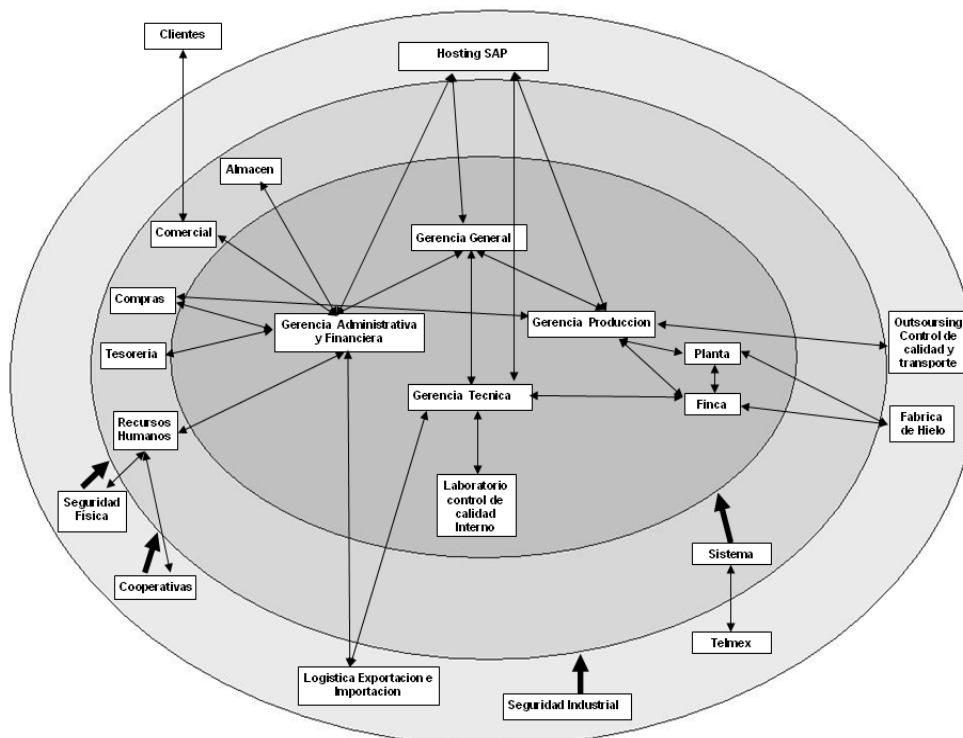 Clientes
Hosting SAP
Almacen
Comercial
Gerencia General
Compras
Gerencia Administrativa
y Financiera
Gerencia Produccion
Outsoursing
Control de
calidad y
transporte
Tesoreria
Planta
Gerencia Tecnica
Finca
Recursos
Humanos
Fabrica
de Hielo
Laboratorio
control de
calidad
Interno
Seguridad
Física
Sistema
Cooperativas
Telmex
Logistica Exportacion e
Importacion
Seguridad Industrial